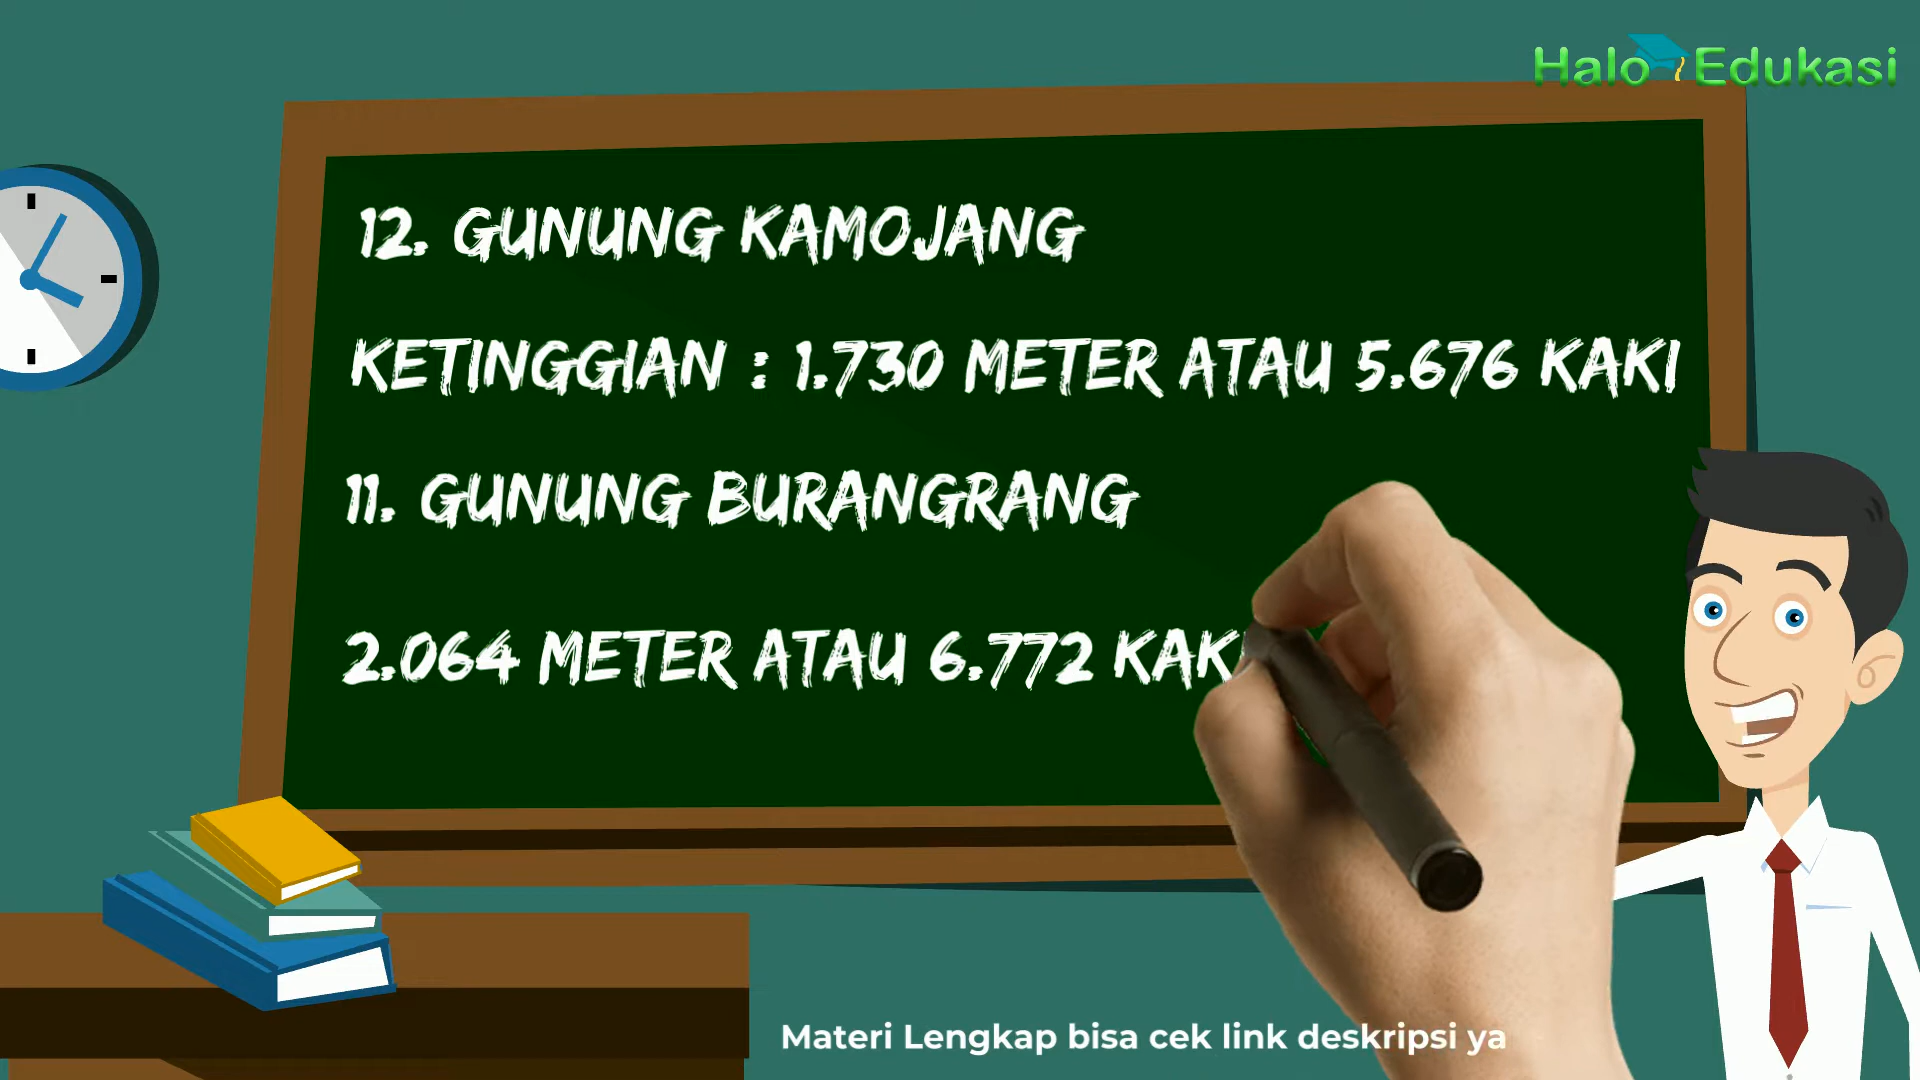 Halo Edukasi
12. GUNUNG KAMOJANG
KETINGGIAN : 1.730 METER ATAU 5.676 KAKI
11. GUNUNG BURANGRANG
2.064 METER ATAU 6.772 KAKI
Materi Lengkap bisa cek link deskripsi ya